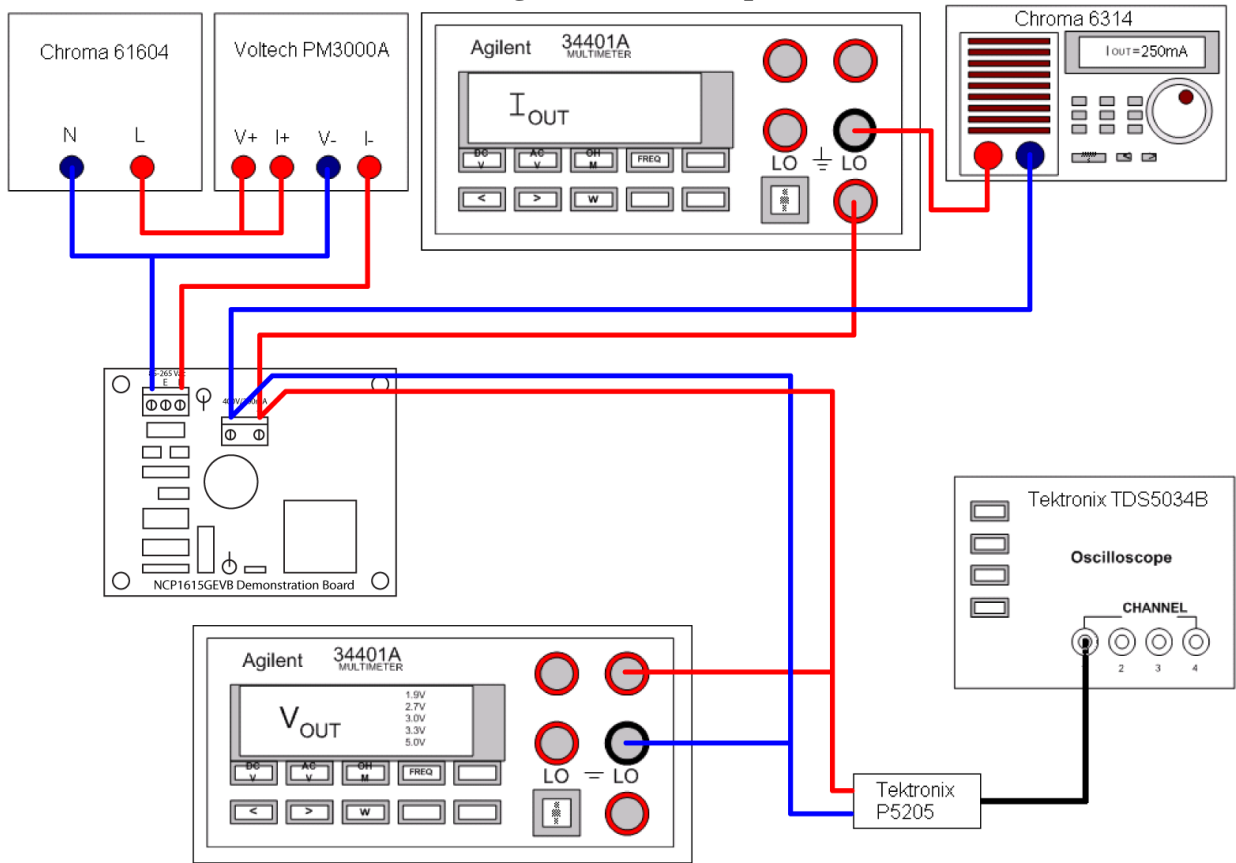 Chroma 61604
N
L
Voltech PM3000A
V+
I+
V-
I-
Agilent
34401A
MULTIMETER
IOUT
DC
V
AC
V
OH
M
FREQ
<
>
W
LO
LO
Chroma 6314
IOUT=250mA
E
NCP1615GEVB Demonstration Board
Tektronix TDS5034B
Oscilloscope
CHANNEL
2
3
4
Agilent
34401A
MULTIMETER
VOUT
1.9V
2.7V
3.0V
3.3V
5.0V
DC
V
AC
V
OH
M
FREQ
<
>
W
LO
LO
Tektronix
P5205